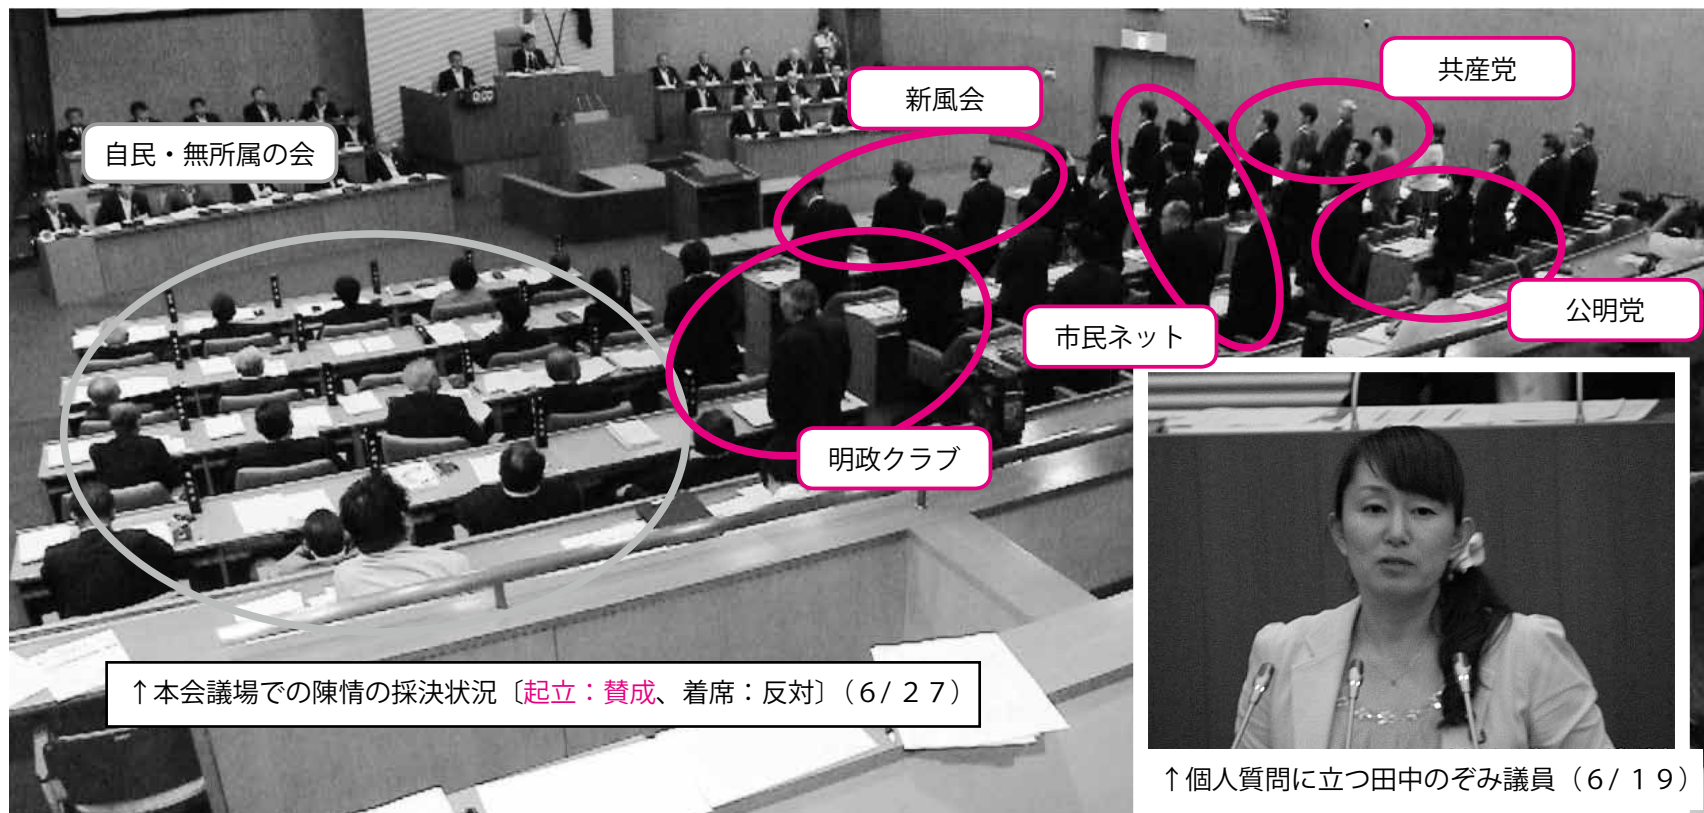 共産党
新風会
自民・無所属の会
公明党
市民ネット
明政クラブ
↑本会議場での陳情の採決状況〔起立：賛成、着席：反対〕（６/２７）
↑個人質問に立つ田中のぞみ議員（６/１９）